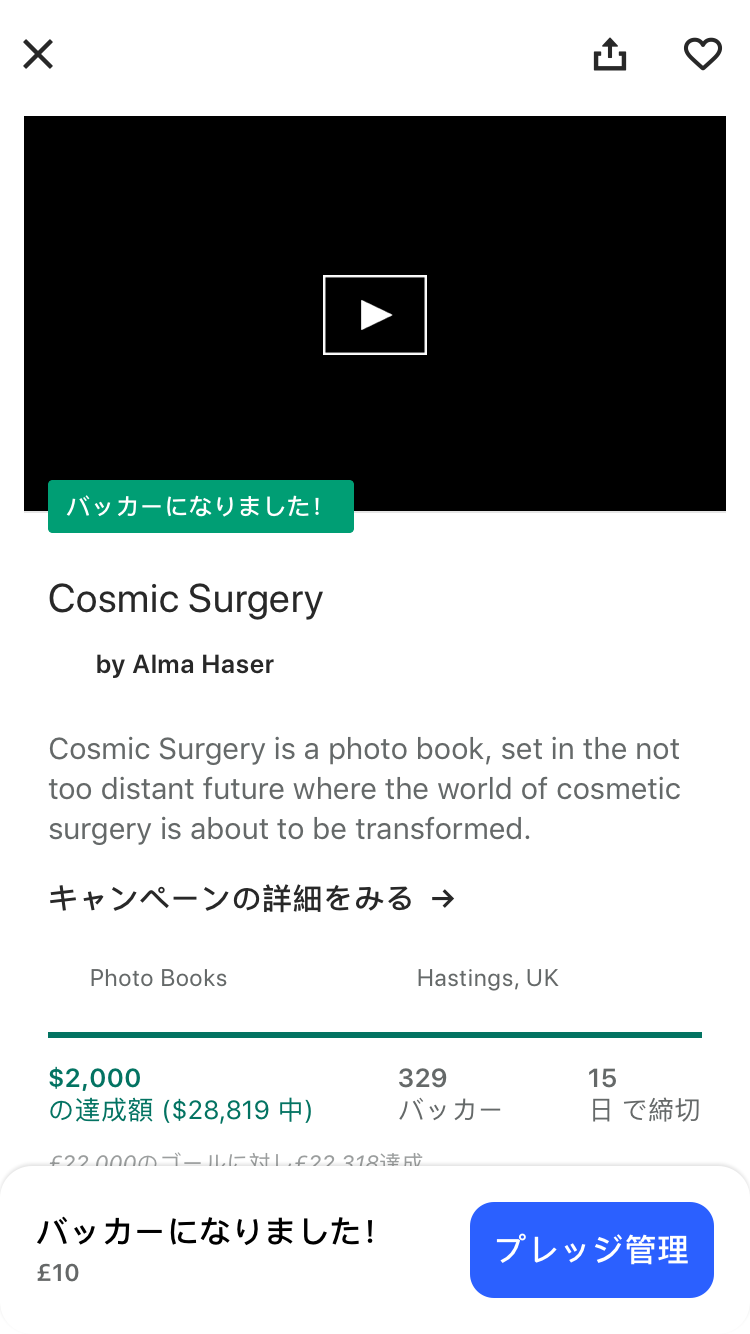 バッカーになりました!
Cosmic Surgery
by Alma Haser
Cosmic Surgery is a photo book, set in the not
too distant future where the world of cosmetic
surgery is about to be transformed.
キャンペーンの詳細をみる →
Photo Books
Hastings, UK
$2,000
の達成額 ($28,819 中)
329
バッカー
15
日 で締切
£22,000のゴールに対し£22,318達成
バッカーになりました!
£10
プレッジ管理